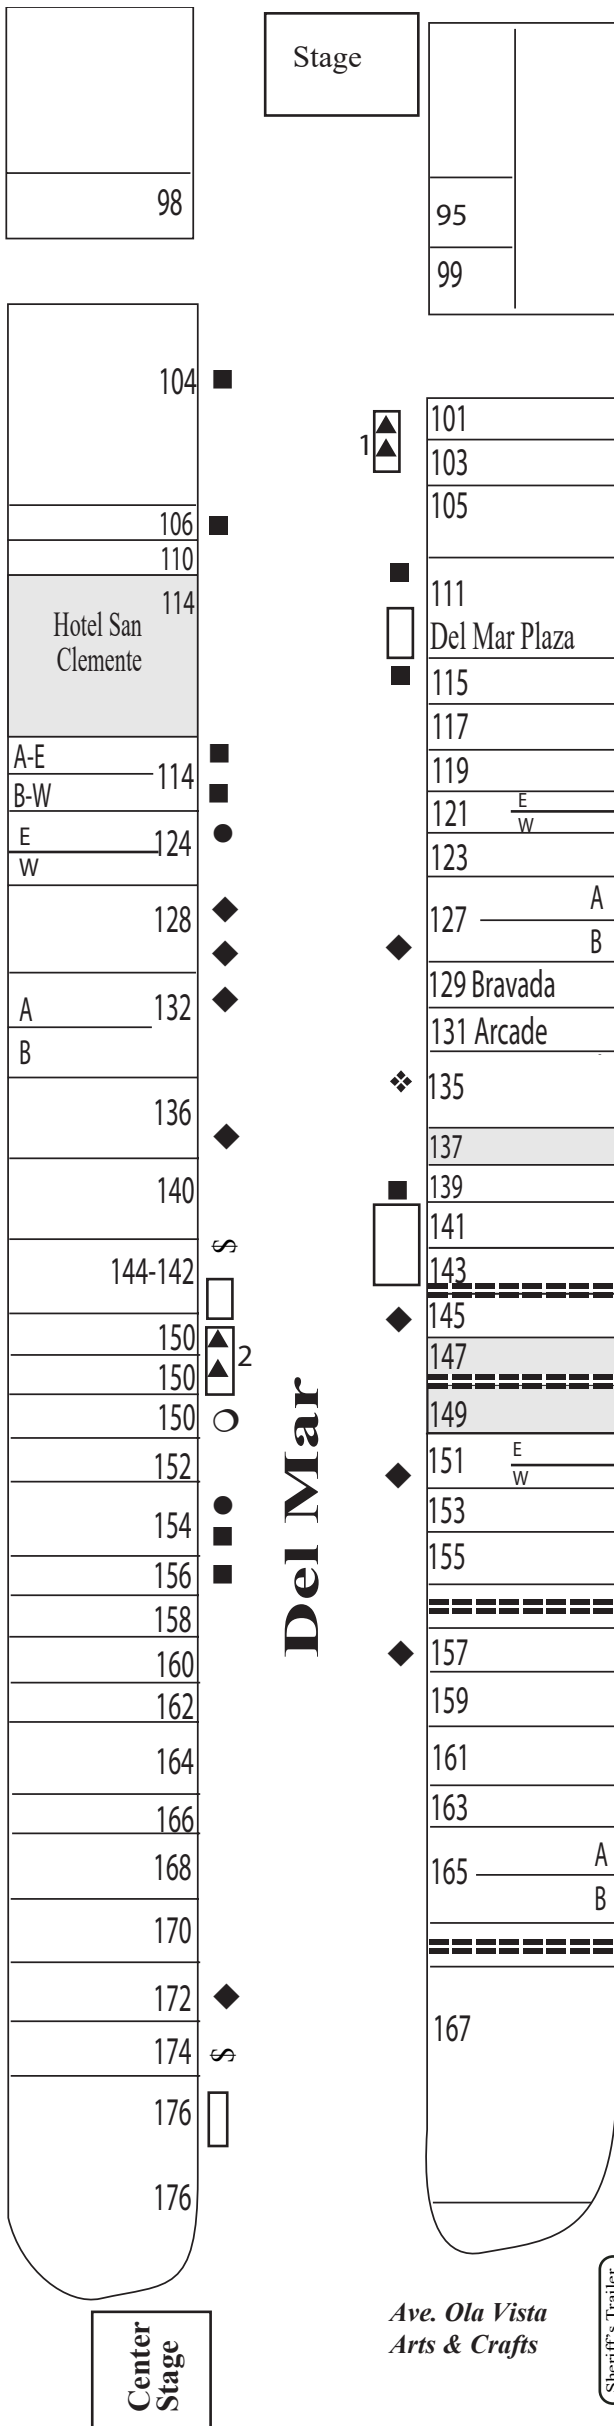 Stage
98
95
99
104
1
101
103
106
105
110
114
111
Hotel San
Clemente
Del Mar Plaza
115
117
A-E
114
119
B-W
121
E
W
E
124
W
123
128
127
A
B
129 Bravada
A
132
131 Arcade
B
135
136
137
140
139
141
$
144-142
143
145
150
2
147
150
150
149
152
151
E
W
154
153
156
155
Del Mar
158
160
157
162
159
164
161
166
163
168
165
A
B
170
172
174
$
167
176
176
Ave. Ola Vista
Arts & Crafts
Center
Stage
Sheriff's Trailer